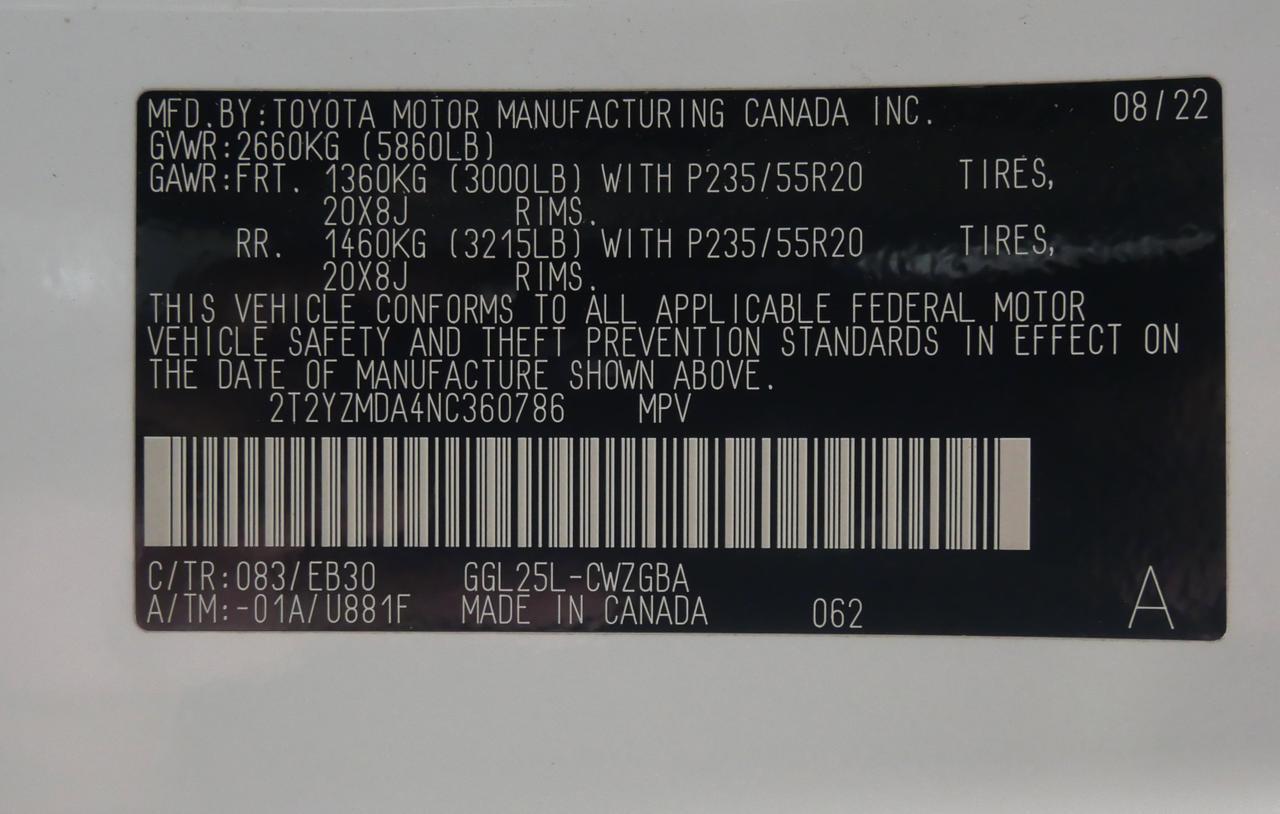 MFD.BY:TOYOTA MOTOR MANUFACTURING CANADA INC. 08/22
GVWR:2660KG (5860LB)
GAWR:FRT. 1360KG (3000LB) WITH P235/55R20 TIRES,
20X8J RIMS.
RR. 1460KG (3215LB) WITH P235/55R20 TIRES,
20X8J RIMS.
THIS VEHICLE CONFORMS TO ALL APPLICABLE FEDERAL MOTOR
VEHICLE SAFETY AND THEFT PREVENTION STANDARDS IN EFFECT ON
THE DATE OF MANUFACTURE SHOWN ABOVE.
2T2YZMDA4NC360786 MPV
C/TR:083/EB30 GGL25L-CWZGBA
A/TM:-01A/U881F MADE IN CANADA 062 A